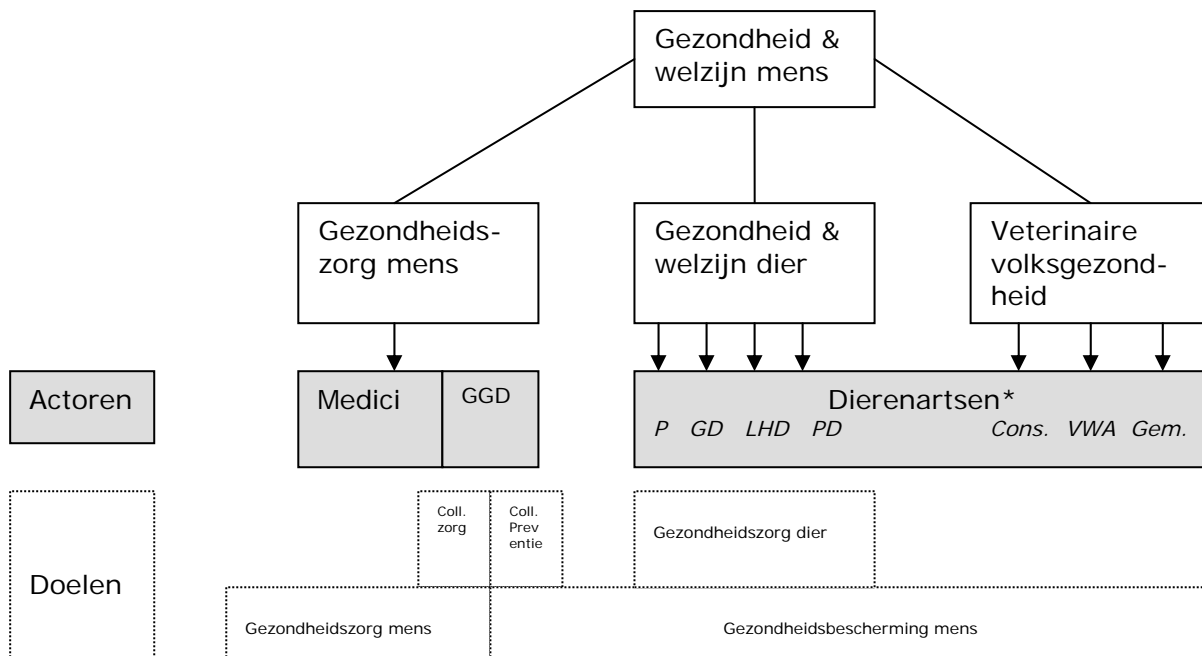 Gezondheid &
welzijn mens
Gezondheids-
zorg mens
Gezondheid &
welzijn dier
Veterinaire
volksgezond-
heid
Actoren
Medici
GGD
Dierenartsen*
P GD LHD PD Cons. VWA Gem.
Doelen
Coll.
zorg
Coll.
Prev
entie
Gezondheidszorg dier
Gezondheidszorg mens
Gezondheidsbescherming mens